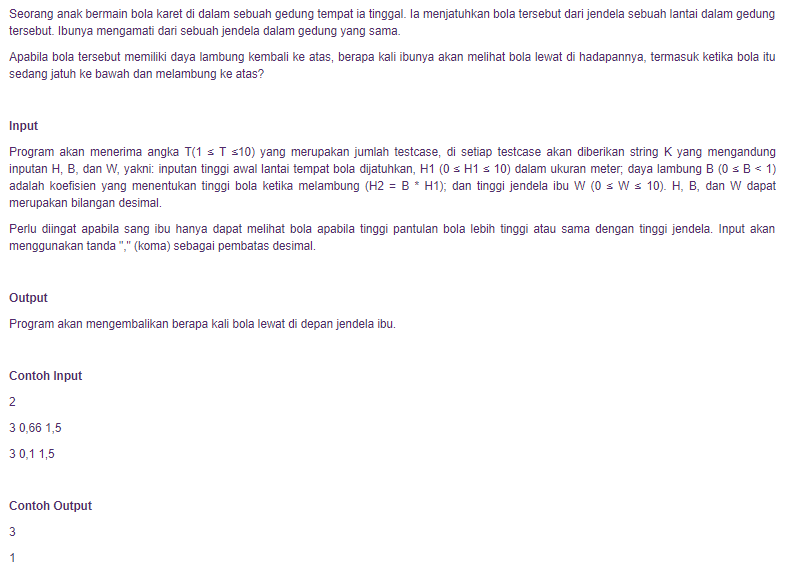 Seorang anak bermain bola karet di dalam sebuah gedung tempat ia tinggal. Ia menjatuhkan bola tersebut dari jendela sebuah lantai dalam gedung
tersebut. Ibunya mengamati dari sebuah jendela dalam gedung yang sama.
Apabila bola tersebut memiliki daya lambung kembali ke atas, berapa kali ibunya akan melihat bola lewat di hadapannya, termasuk ketika bola itu
sedang jatuh ke bawah dan melambung ke atas?
Input
Program akan menerima angka T(1 ≤ T ≤10) yang merupakan jumlah testcase, di setiap testcase akan diberikan string K yang mengandung
inputan H, B, dan W, yakni: inputan tinggi awal lantai tempat bola dijatuhkan, H1 (0 ≤ H1 ≤ 10) dalam ukuran meter; daya lambung B (0 ≤ B < 1)
adalah koefisien yang menentukan tinggi bola ketika melambung (H2 = B * H1); dan tinggi jendela ibu W (0 ≤ W ≤ 10). H, B, dan W dapat
merupakan bilangan desimal.
Perlu diingat apabila sang ibu hanya dapat melihat bola apabila tinggi pantulan bola lebih tinggi atau sama dengan tinggi jendela. Input akan
menggunakan tanda "," (koma) sebagai pembatas desimal.
Output
Program akan mengembalikan berapa kali bola lewat di depan jendela ibu.
Contoh Input
2
3 0,66 1,5
3 0,1 1,5
Contoh Output
3
1